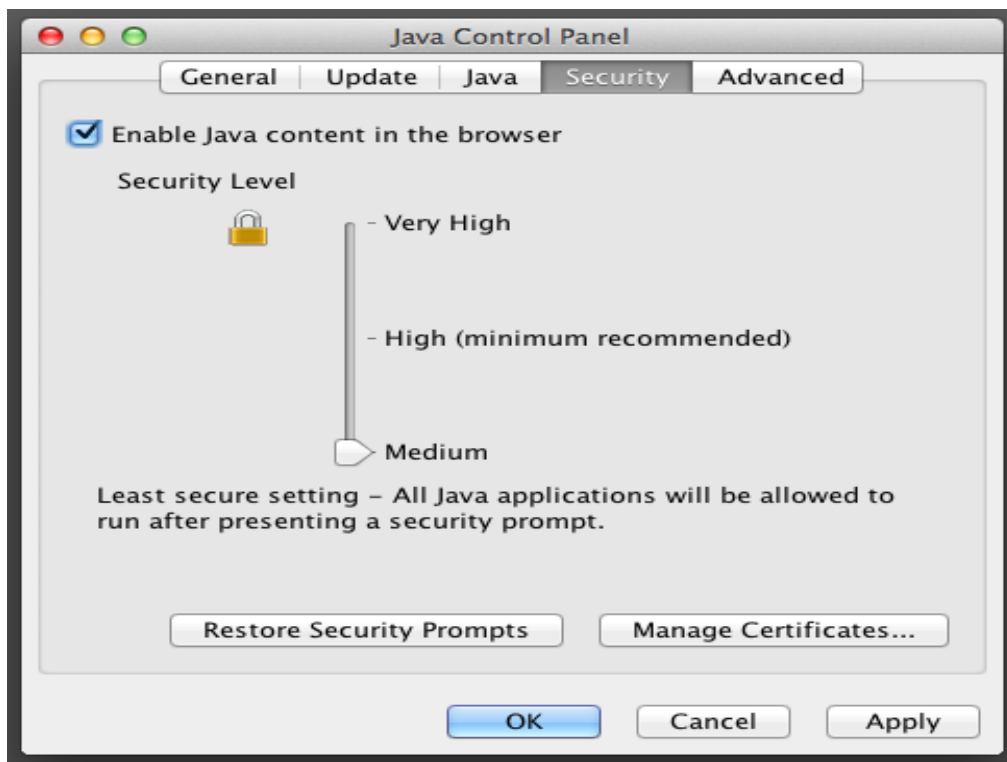 Java Control Panel
General Update Java Security Advanced
Enable Java content in the browser
Security Level
- Very High
- High (minimum recommended)
- Medium
Least secure setting – All Java applications will be allowed to
run after presenting a security prompt.
Restore Security Prompts Manage Certificates...
OK Cancel Apply